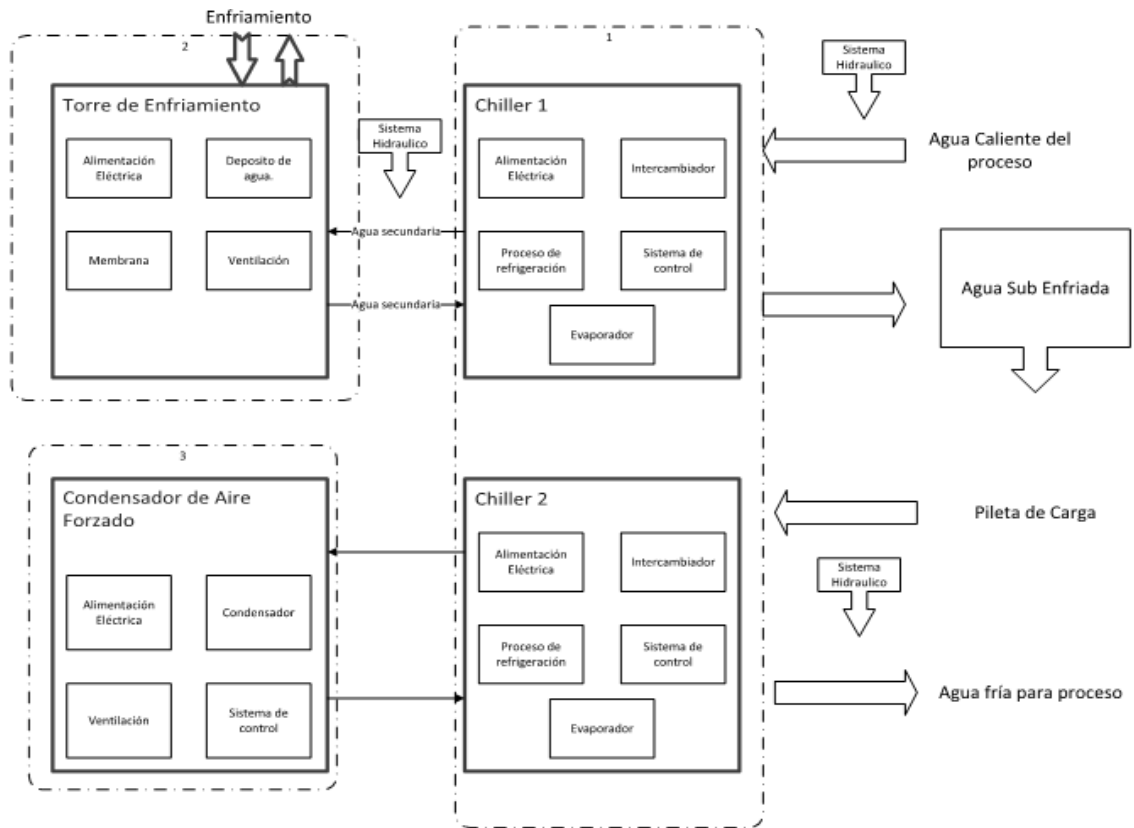 Enfriamiento
2
Torre de Enfriamiento
Alimentación
Eléctrica
Deposito de
agua.
Membrana
Ventilación
Sistema
Hidraulico
Agua secundaria
Agua secundaria
1
Chiller 1
Alimentación
Eléctrica
Intercambiador
Proceso de
refrigeración
Sistema de
control
Evaporador
Sistema
Hidraulico
Agua Caliente del
proceso
Agua Sub Enfriada
3
Condensador de Aire
Forzado
Alimentación
Eléctrica
Condensador
Ventilación
Sistema de
control
Chiller 2
Alimentación
Eléctrica
Intercambiador
Proceso de
refrigeración
Sistema de
control
Evaporador
Pileta de Carga
Sistema
Hidraulico
Agua fría para proceso